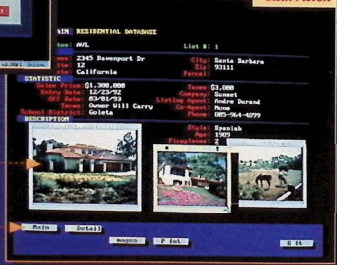 AIN RESIDENTIAL DATABASE
AVL List #: 1
2345 Davenport Dr City: Santa Barbara
12 Zip: 93111
te: California Parcel:
STATISTIC
Sales Price: $1,300,000 Taxes: $3,000
Entry Date: 12/23/92 Company: Sunset
Off Date: 03/01/93 Listing Agent: Andre Durand
Terms: Owner Will Carry Co-Agent: None
School District: Goleta Phone: 805-964-4899
DESCRIPTION
Style: Spanish
Age: 1909
Fireplaces: 2
Main Detail